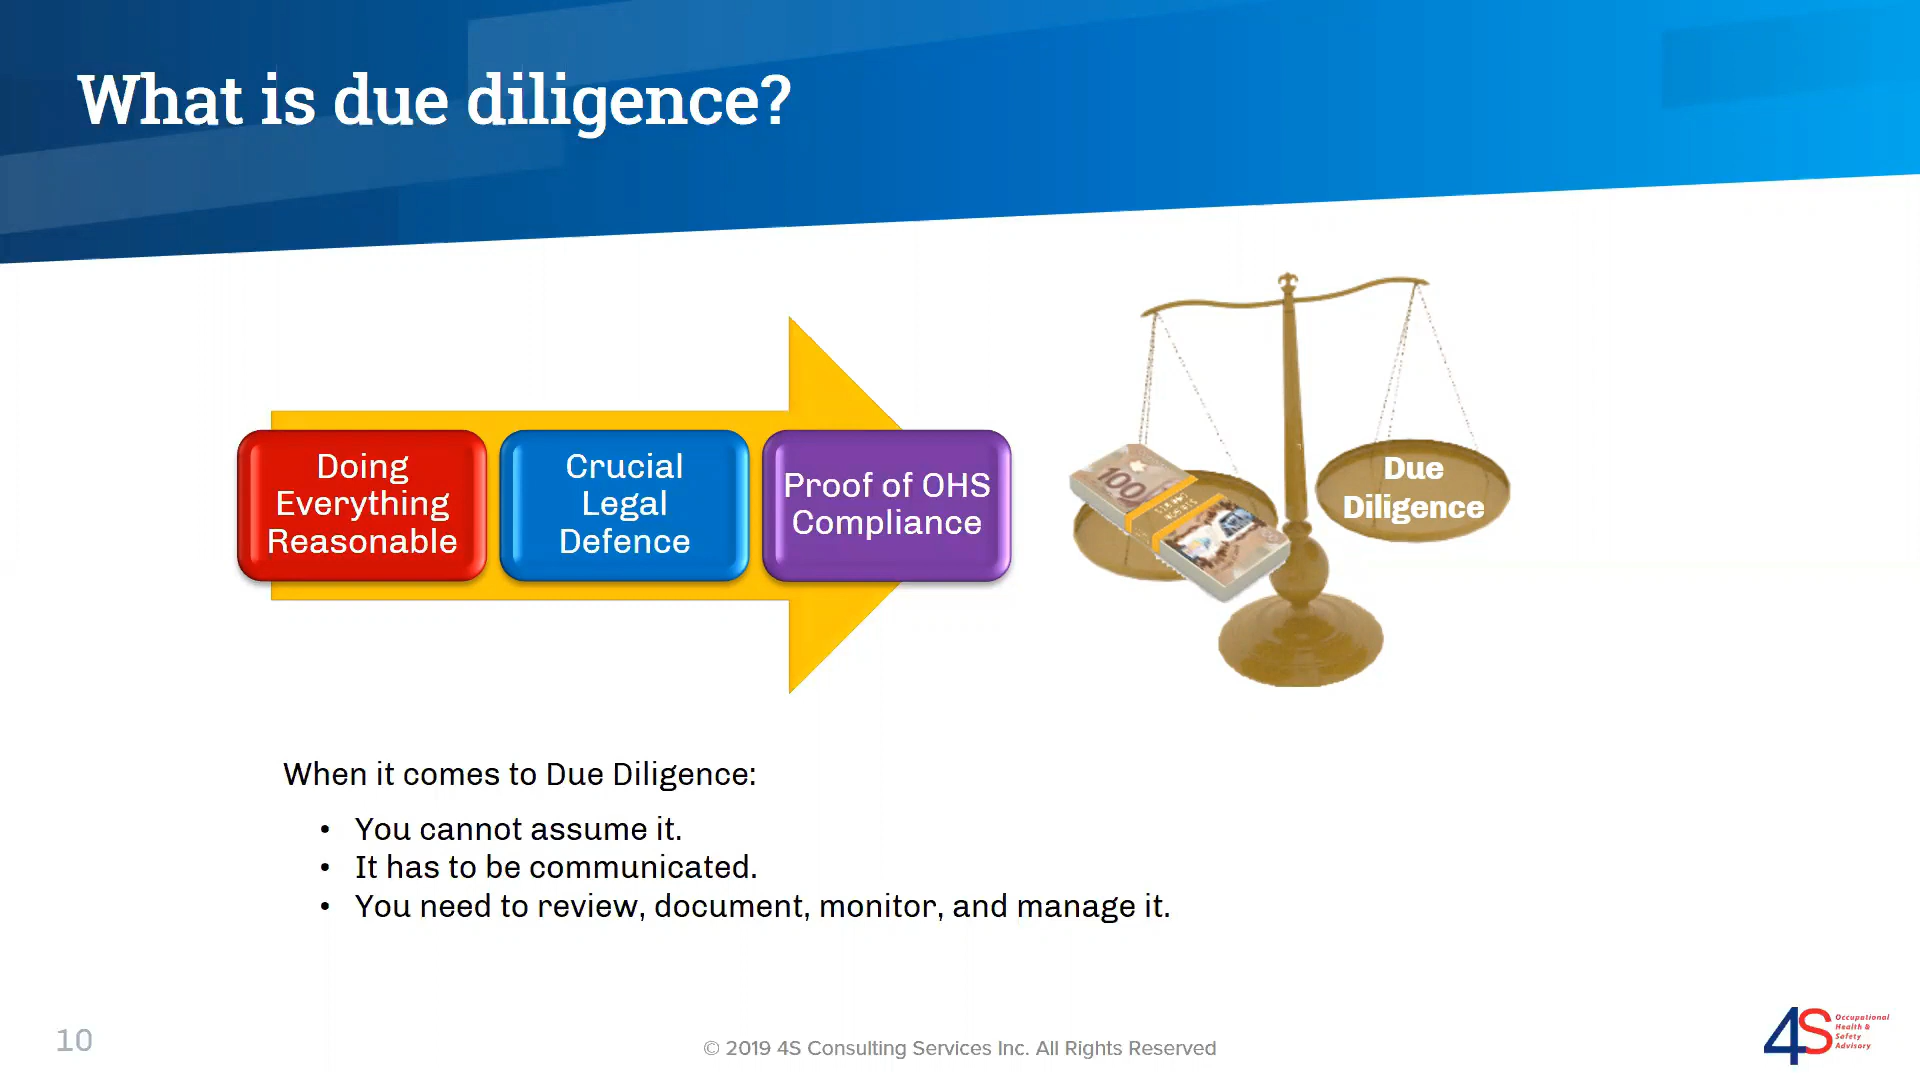 What is due diligence?
Doing
Everything
Reasonable
Crucial
Legal
Defence
Proof of OHS
Compliance
100
Due
Diligence
When it comes to Due Diligence:
• You cannot assume it.
• It has to be communicated.
• You need to review, document, monitor, and manage it.
10
© 2019 4S Consulting Services Inc. All Rights Reserved
4S
Occupational
Health &
Safety
Advisory